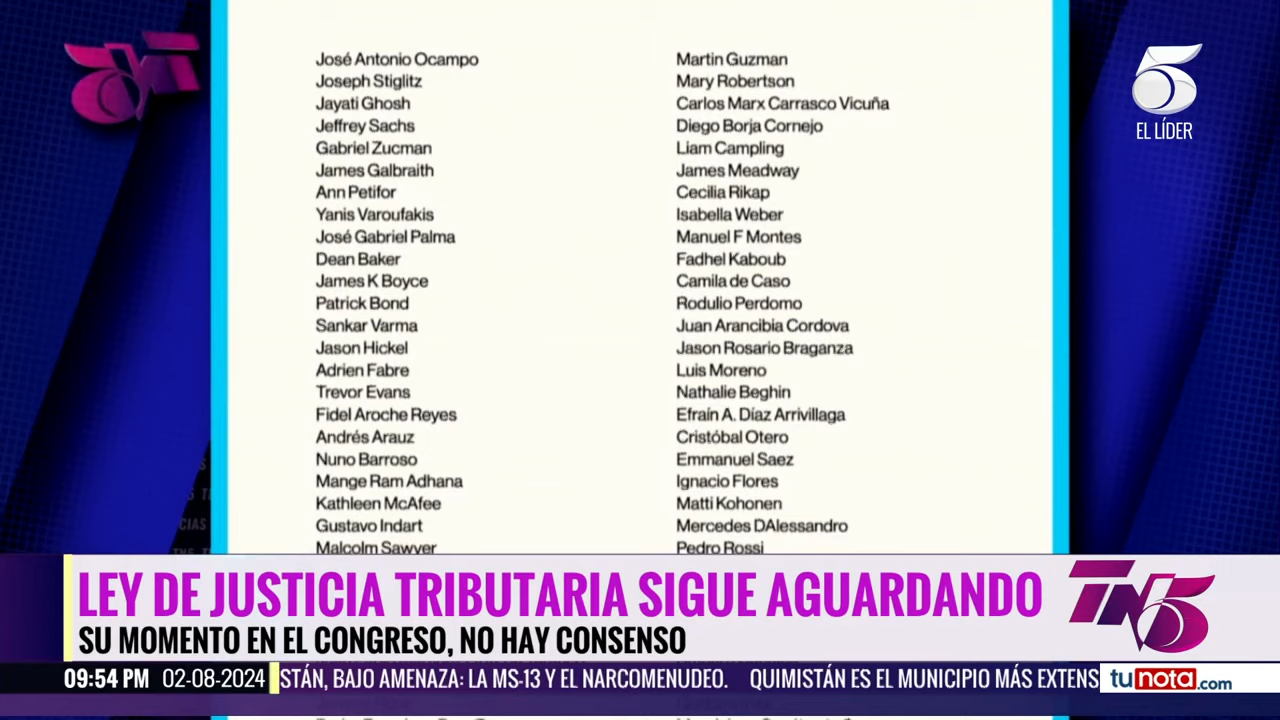 José Antonio Ocampo
Joseph Stiglitz
Jayati Ghosh
Jeffrey Sachs
Gabriel Zucman
James Galbraith
Ann Petifor
Yanis Varoufakis
José Gabriel Palma
Dean Baker
James K Boyce
Patrick Bond
Sankar Varma
Jason Hickel
Adrien Fabre
Trevor Evans
Fidel Aroche Reyes
Andrés Arauz
Nuno Barroso
Mange Ram Adhana
Kathleen McAfee
Gustavo Indart
Malcolm Sawyer
Martin Guzman
Mary Robertson
Carlos Marx Carrasco Vicuña
Diego Borja Cornejo
Liam Campling
James Meadway
Cecilia Rikap
Isabella Weber
Manuel F Montes
Fadhel Kaboub
Camila de Caso
Rodulio Perdomo
Juan Arancibia Cordova
Jason Rosario Braganza
Luis Moreno
Nathalie Beghin
Efraín A. Díaz Arrivillaga
Cristóbal Otero
Emmanuel Saez
Ignacio Flores
Matti Kohonen
Mercedes DAlessandro
Pedro Rossi
5
EL LÍDER
LEY DE JUSTICIA TRIBUTARIA SIGUE AGUARDANDO
SU MOMENTO EN EL CONGRESO, NO HAY CONSENSO
TN5
09:54 PM 02-08-2024 STÁN, BAJO AMENAZA: LA MS-13 Y EL NARCOMENUDEO. QUIMISTÁN ES EL MUNICIPIO MÁS EXTENS tunota.com